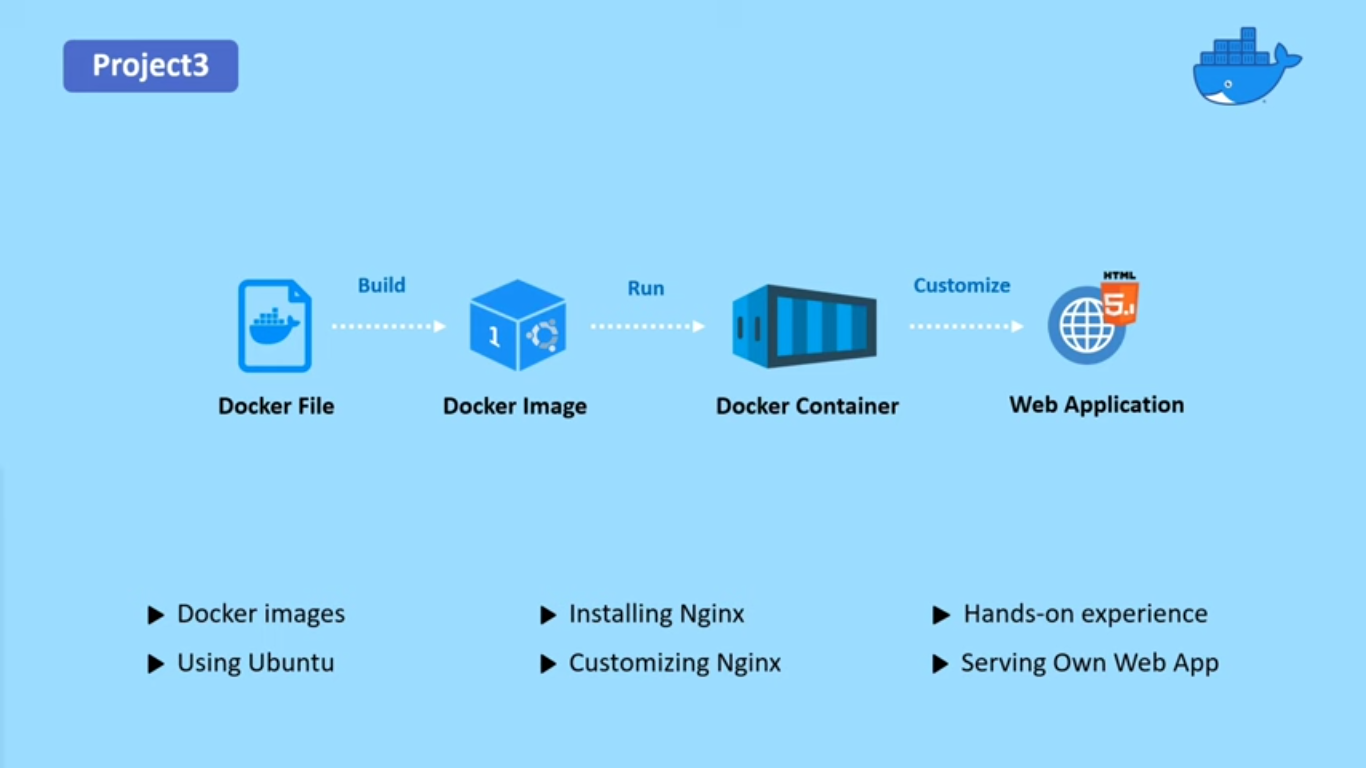 Project3
Build
Run
Customize
HTML
5.1
1
Docker File
Docker Image
Docker Container
Web Application
▶ Docker images
▶ Using Ubuntu
▶ Installing Nginx
▶ Customizing Nginx
▶ Hands-on experience
▶ Serving Own Web App